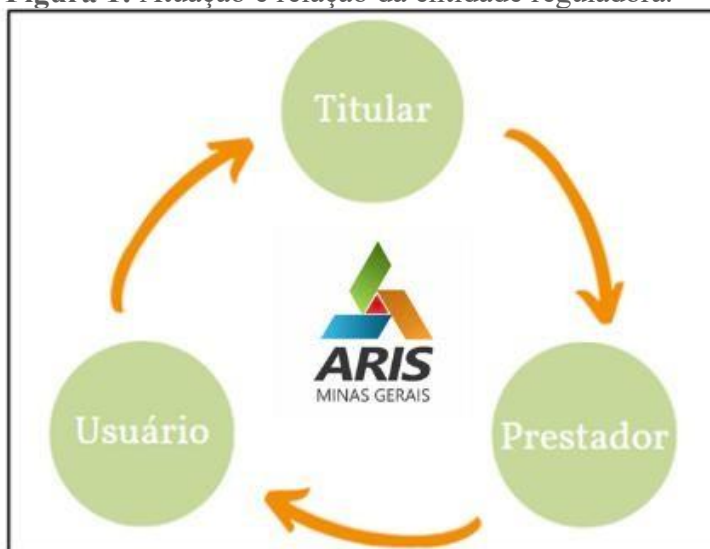 Figura 1: Atuação e relação da entidade reguladora.
Titular
ARIS
MINAS GERAIS
Usuário
Prestador